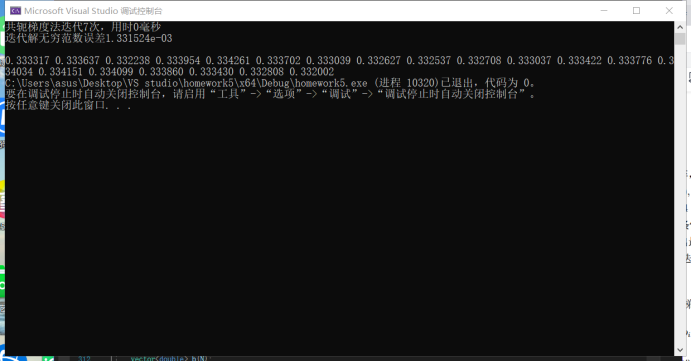 Microsoft Visual Studio 调试控制台
共轭梯度法迭代7次，用时0毫秒
迭代解无穷范数误差1.331524e-03
0.333317 0.333637 0.332238 0.333954 0.334261 0.333702 0.333039 0.332627 0.332537 0.332708 0.333037 0.333422 0.333776 0.3
34034 0.334151 0.334099 0.333860 0.333430 0.332808 0.332002
C:\Users\asus\Desktop\VS studio\homework5\x64\Debug\homework5.exe (进程 10320)已退出，代码为 0。
要在调试停止时自动关闭控制台，请启用“工具”->“选项”->“调试”->“调试停止时自动关闭控制台”。
按任意键关闭此窗口. . .
312 vector<double> b(N);